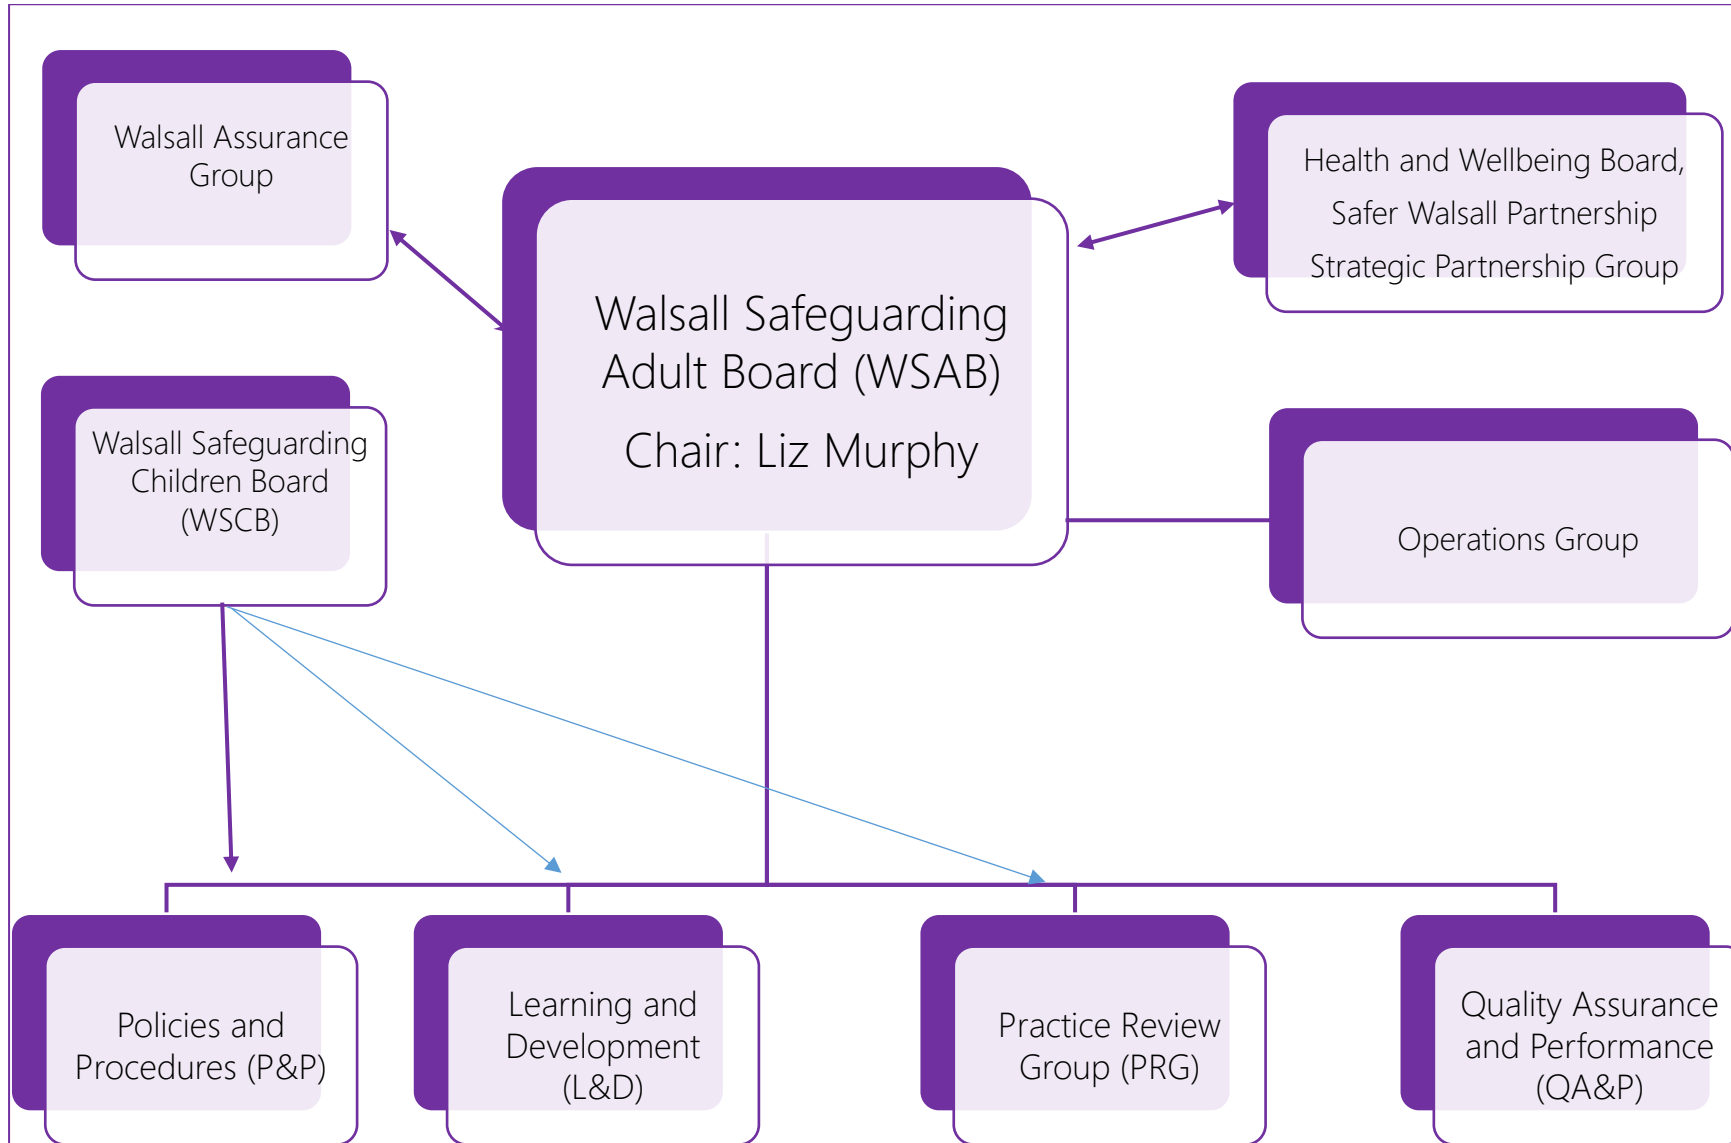 Walsall Assurance
Group
Health and Wellbeing Board,
Safer Walsall Partnership
Strategic Partnership Group
Walsall Safeguarding
Adult Board (WSAB)
Chair: Liz Murphy
Walsall Safeguarding
Children Board
(WSCB)
Operations Group
Policies and
Procedures (P&P)
Learning and
Development
(L&D)
Practice Review
Group (PRG)
Quality Assurance
and Performance
(QA&P)